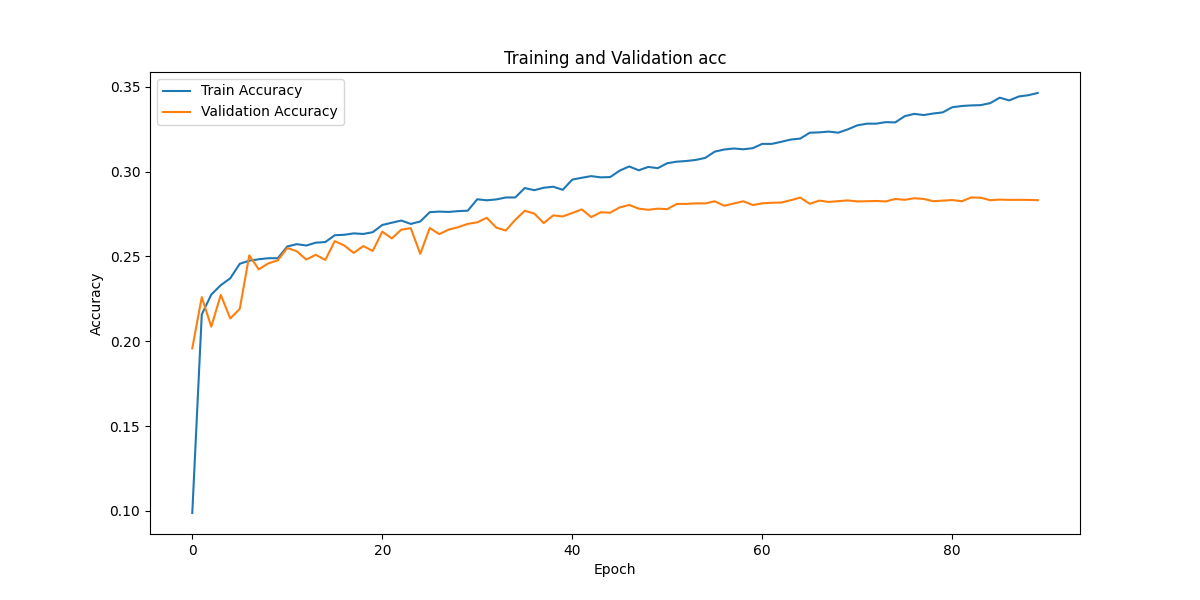 Training and Validation acc
Train Accuracy
Validation Accuracy
0.35
0.30
0.25
0.20
0.15
0.10
Accuracy
0
20
40
60
80
Epoch